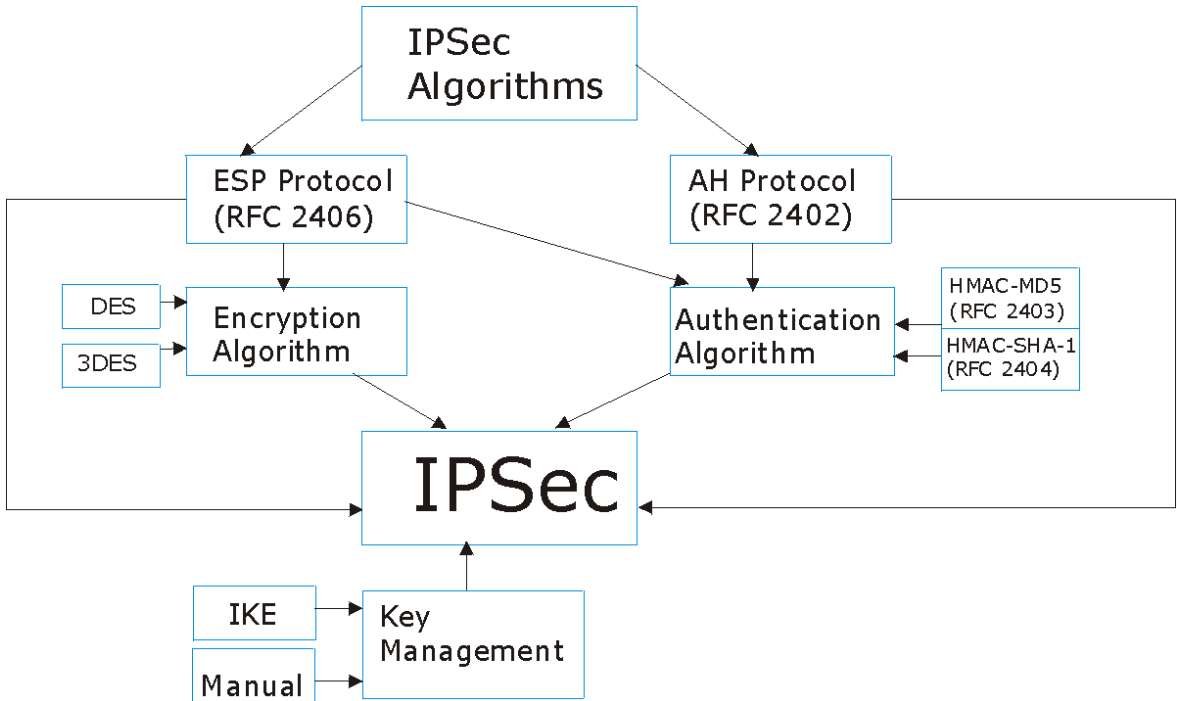 IPSec
Algorithms
ESP Protocol
(RFC 2406)
AH Protocol
(RFC 2402)
DES
3DES
Encryption
Algorithm
Authentication
Algorithm
HMAC-MD5
(RFC 2403)
HMAC-SHA-1
(RFC 2404)
IPSec
IKE
Manual
Key
Management